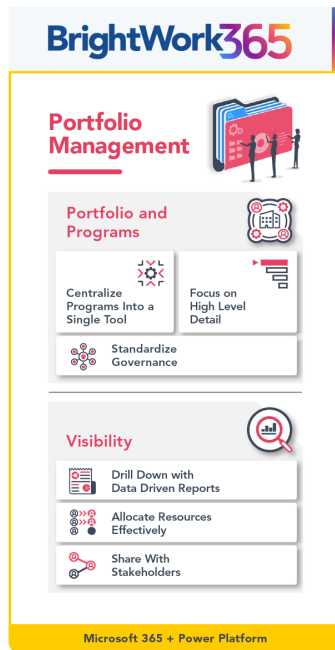 BrightWork365
Portfolio
Management
Portfolio and
Programs
Centralize
Programs Into a
Single Tool
Focus on
High Level
Detail
Standardize
Governance
Visibility
Drill Down with
Data Driven Reports
Allocate Resources
Effectively
Share With
Stakeholders
Microsoft 365 + Power Platform